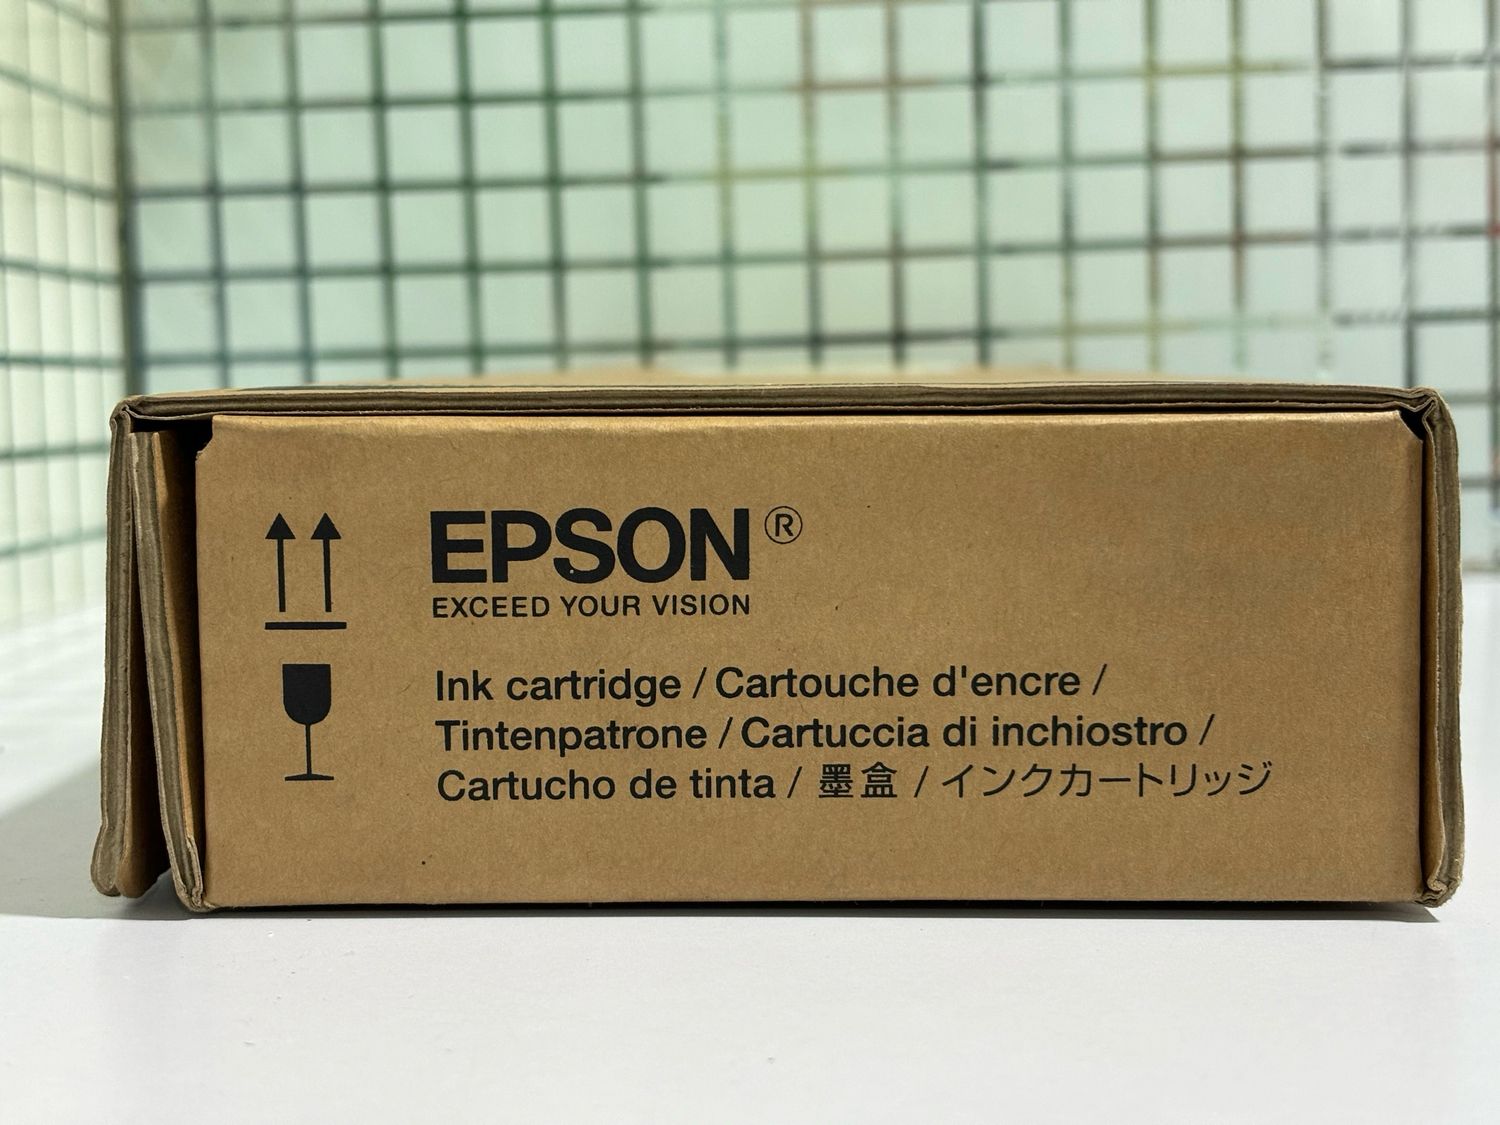 EPSON®
EXCEED YOUR VISION
Ink cartridge / Cartouche d'encre /
Tintenpatrone / Cartuccia di inchiostro /
Cartucho de tinta / 墨盒 / インクカートリッジ